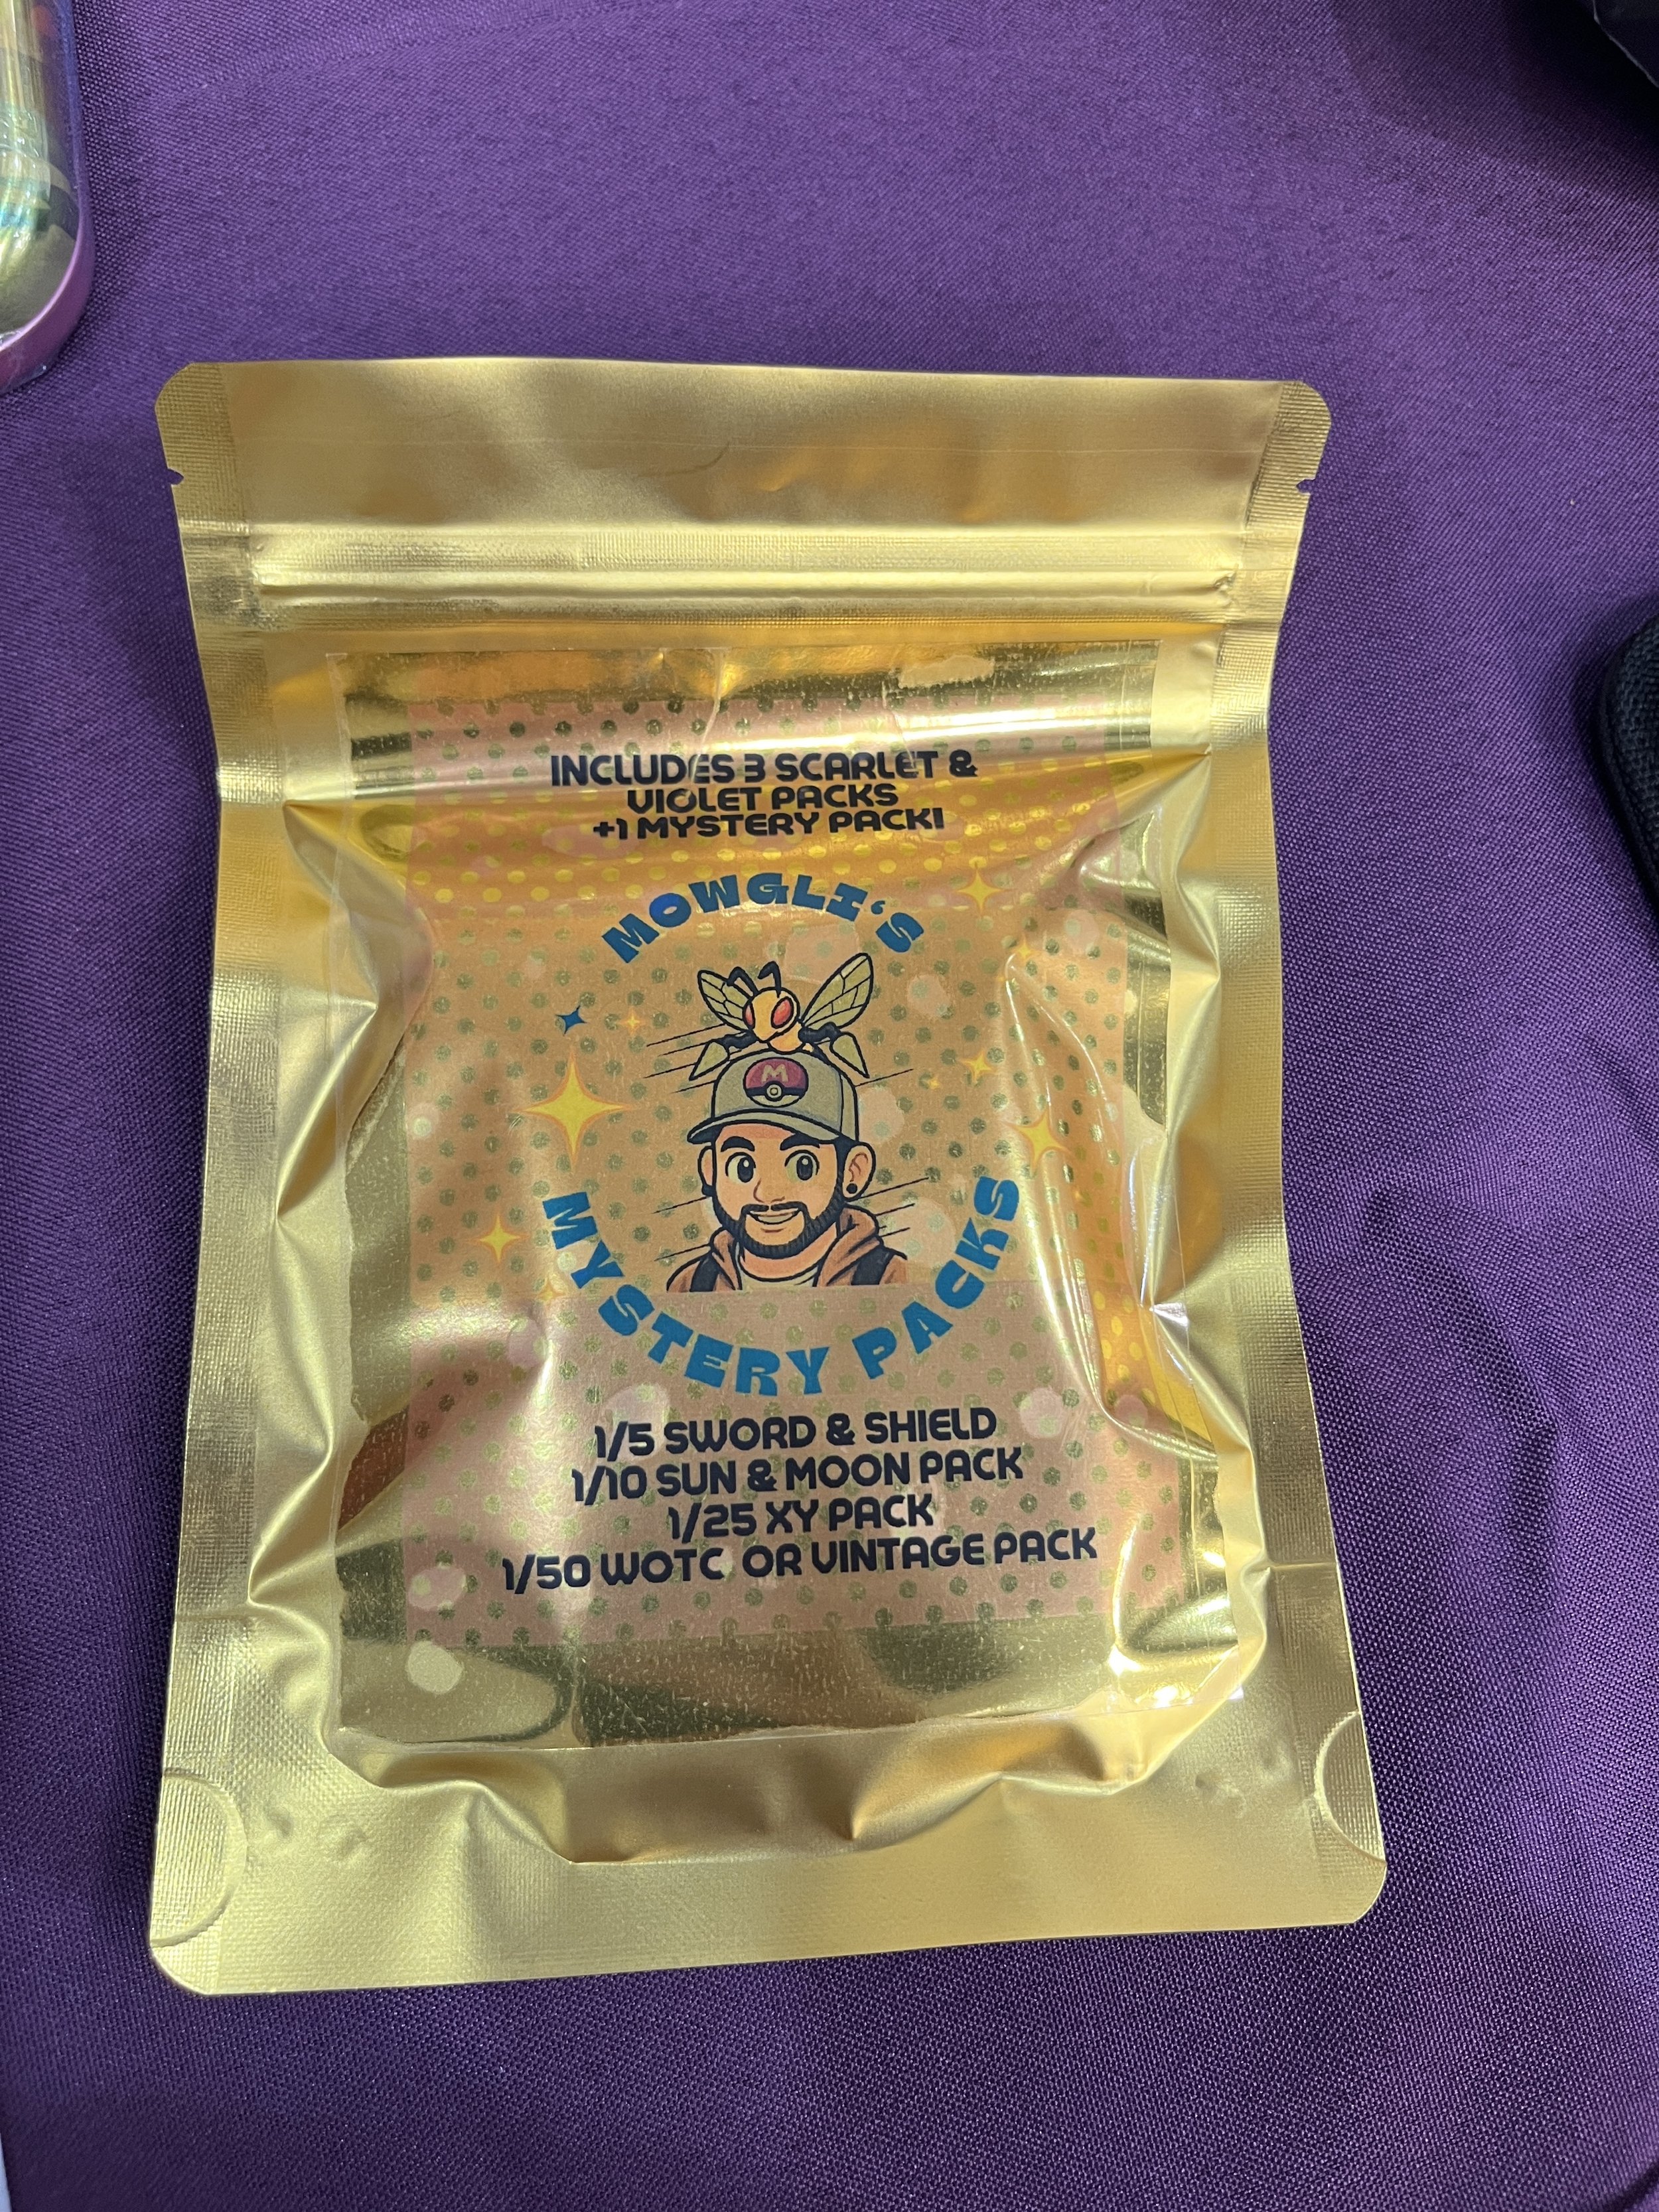 INCLUDES 3 SCARLET &
VIOLET PACKS
+1 MYSTERY PACK!
MOWGLI'S
M
MYSTERY PACKS
1/5 SWORD & SHIELD
1/10 SUN & MOON PACK
1/25 XY PACK
1/50 WOTC OR VINTAGE PACK